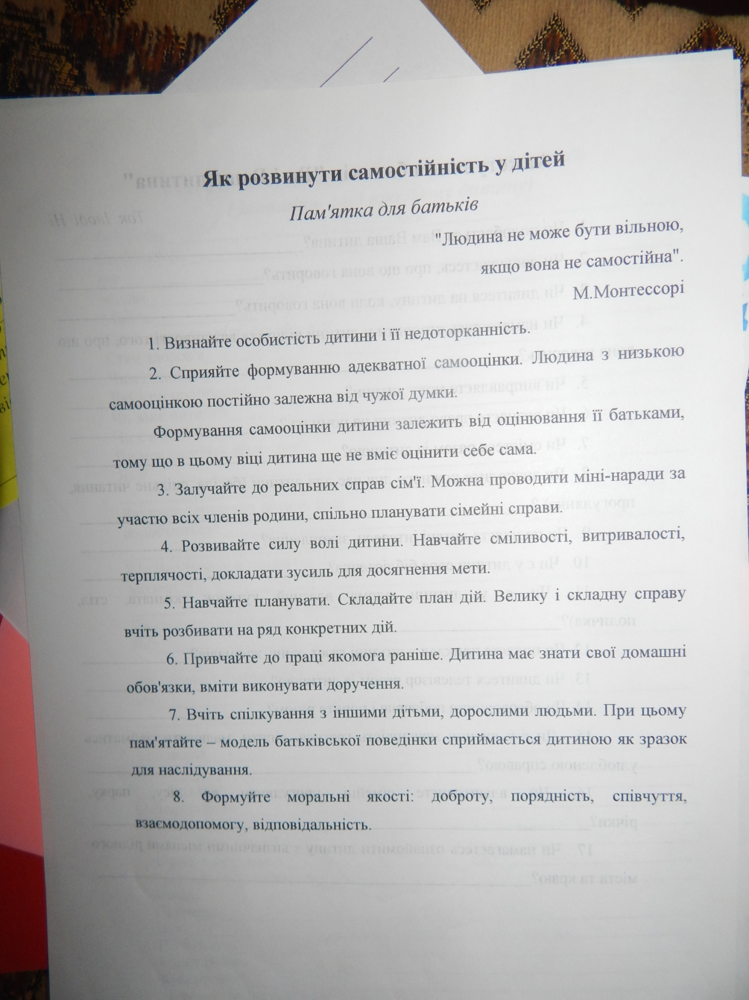 Як розвинути самостійність у дітей
Пам'ятка для батьків
"Людина не може бути вільною,
якщо вона не самостійна".
М.Монтессорі
1. Визнайте особистість дитини і її недоторканність.
2. Сприяйте формуванню адекватної самооцінки. Людина з низькою
самооцінкою постійно залежна від чужої думки.
Формування самооцінки дитини залежить від оцінювання її батьками,
тому що в цьому віці дитина ще не вміє оцінити себе сама.
3. Залучайте до реальних справ сім'ї. Можна проводити міні-наради за
участю всіх членів родини, спільно планувати сімейні справи.
4. Розвивайте силу волі дитини. Навчайте сміливості, витривалості,
терплячості, докладати зусиль для досягнення мети.
5. Навчайте планувати. Складайте план дій. Велику і складну справу
вчіть розбивати на ряд конкретних дій.
6. Привчайте до праці якомога раніше. Дитина має знати свої домашні
обов'язки, вміти виконувати доручення.
7. Вчіть спілкування з іншими дітьми, дорослими людьми. При цьому
пам'ятайте – модель батьківської поведінки сприймається дитиною як зразок
для наслідування.
8. Формуйте моральні якості: доброту, порядність, співчуття,
взаємодопомогу, відповідальність.